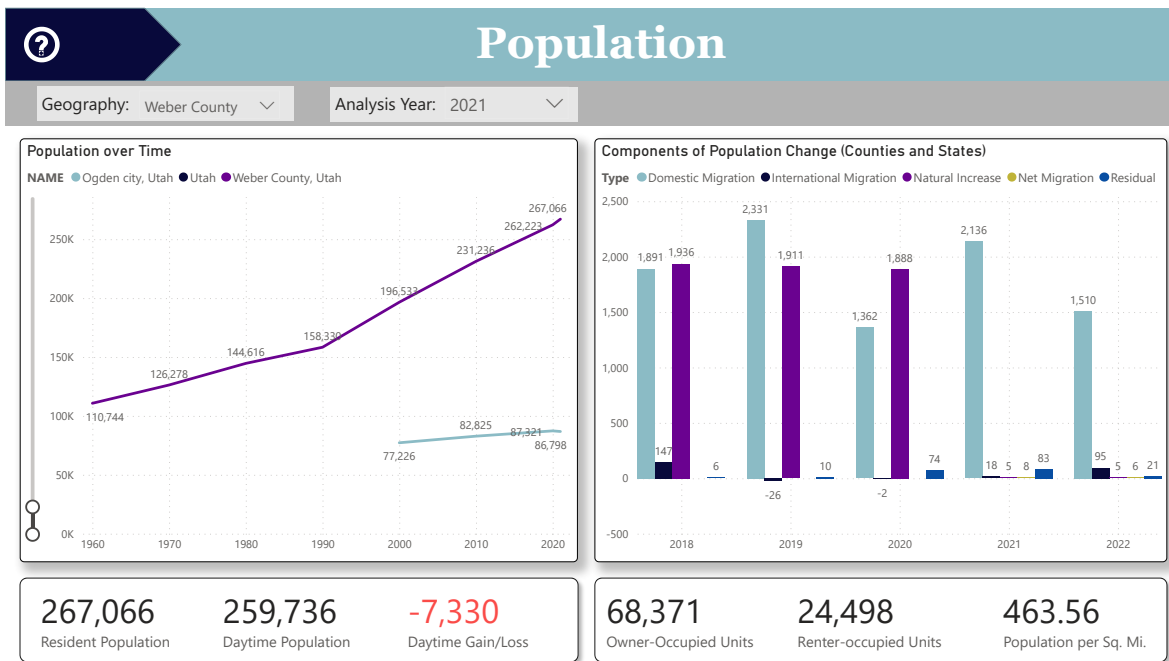 Population
Geography: Weber County
Analysis Year: 2021
Population over Time
NAME Ogden city, Utah Utah Weber County, Utah
267,066
262,223
250K
231,236
200K
196,533
158,330
150K
144,616
126,278
110,744
100K
82,825
87,321
86,798
77,226
50K
0K
1960 1970 1980 1990 2000 2010 2020
Components of Population Change (Counties and States)
Type Domestic Migration International Migration Natural Increase Net Migration Residual
2,500
2,331
2,136
2,000
1,891 1,936 1,911 1,888
1,500
1,362 1,510
1,000
500
147 6 10 74 18 5 8 83 95 5 6 21
0
-26 -2
-500
2018 2019 2020 2021 2022
267,066 259,736 -7,330
Resident Population Daytime Population Daytime Gain/Loss
68,371 24,498 463.56
Owner-Occupied Units Renter-occupied Units Population per Sq. Mi.